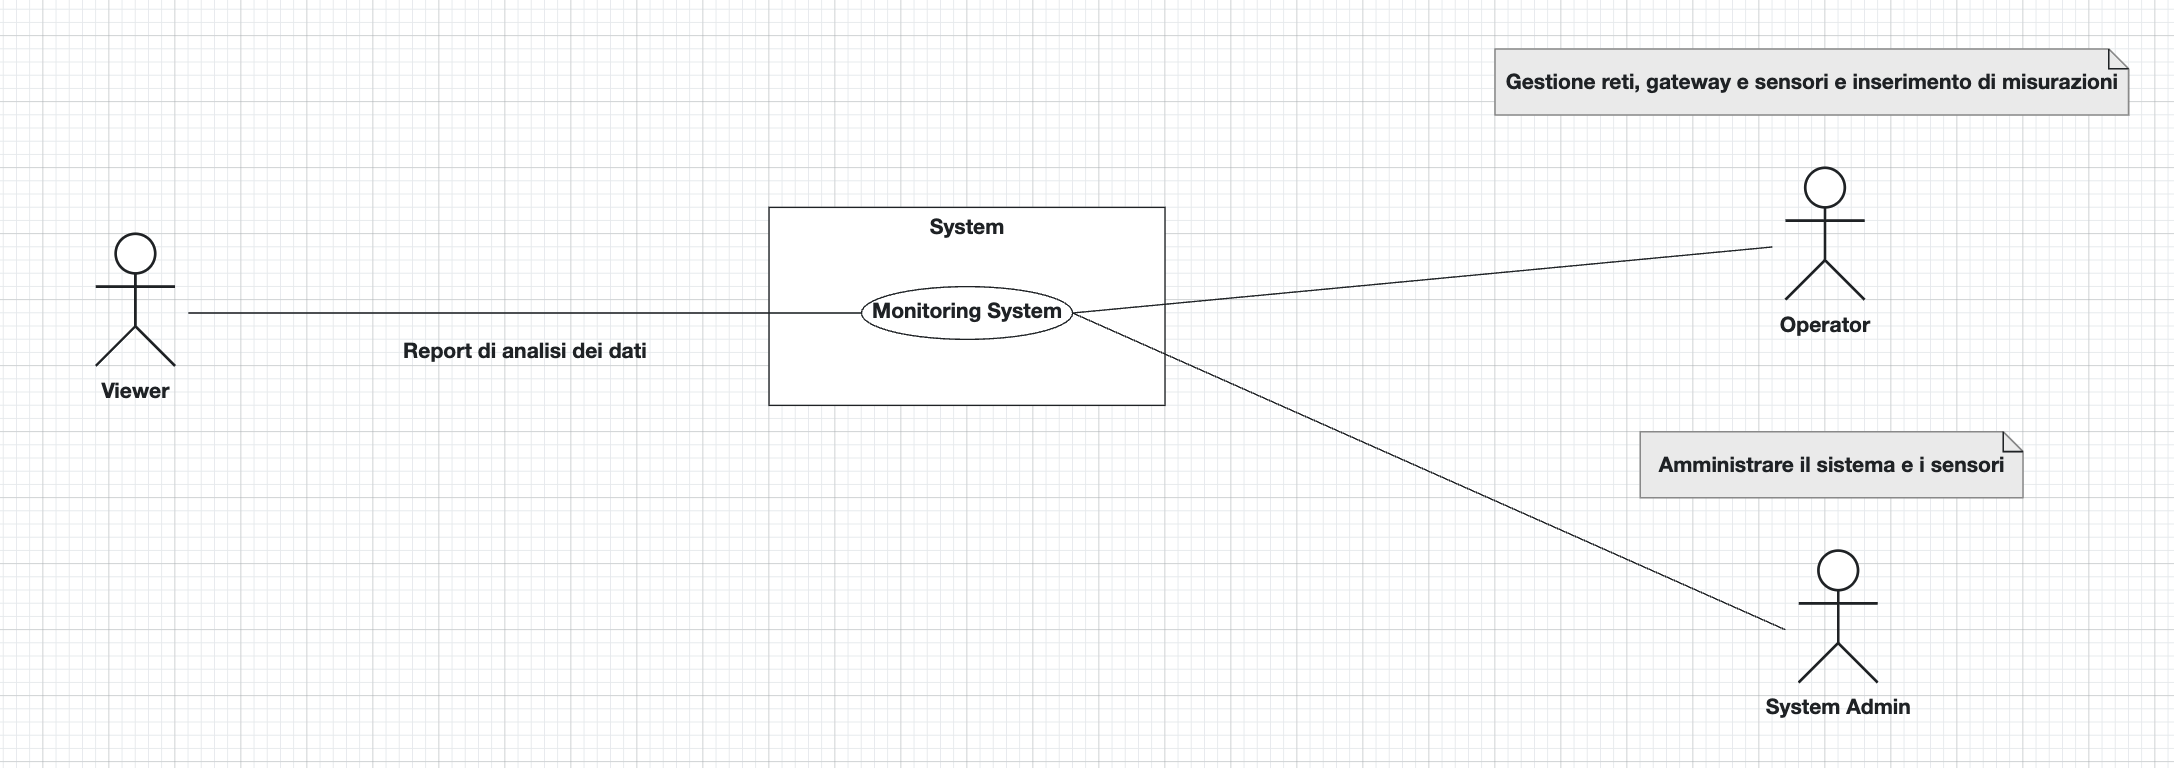 Gestione reti, gateway e sensori e inserimento di misurazioni
System
Monitoring System
Operator
Report di analisi dei dati
Viewer
Amministrare il sistema e i sensori
System Admin